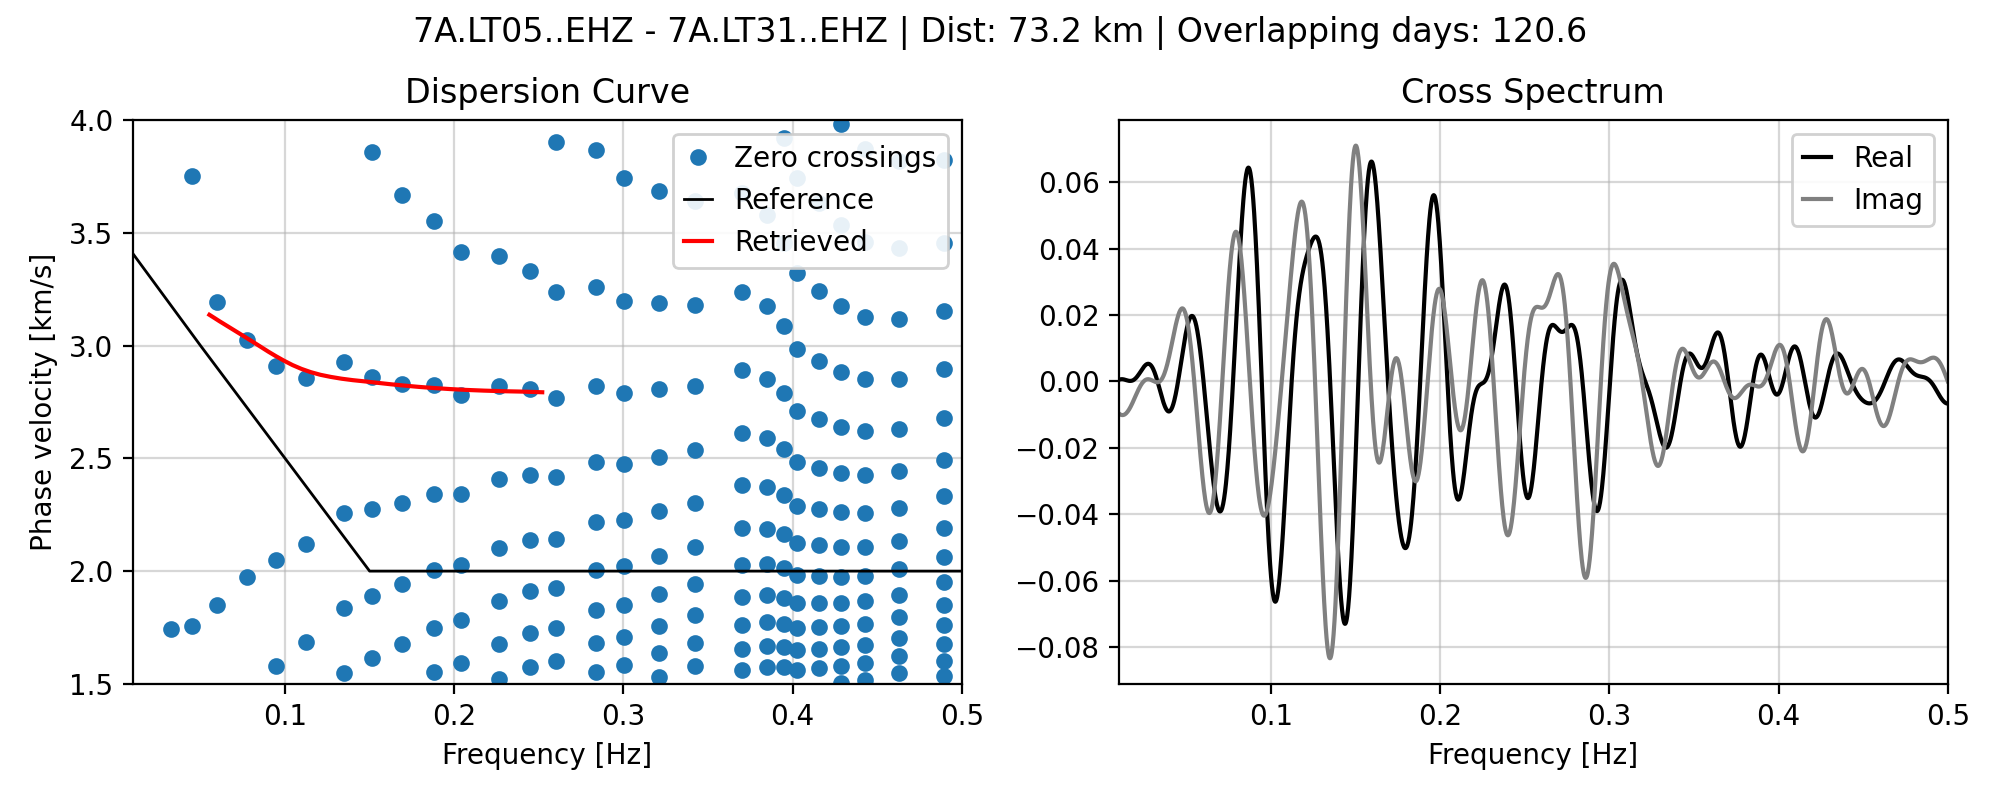 7A.LT05..EHZ - 7A.LT31..EHZ | Dist: 73.2 km | Overlapping days: 120.6
Dispersion Curve
4.0
3.5
3.0
2.5
2.0
1.5
Phase velocity [km/s]
0.1
0.2
0.3
0.4
0.5
Frequency [Hz]
Zero crossings
Reference
Retrieved
Cross Spectrum
0.06
0.04
0.02
0.00
−0.02
−0.04
−0.06
−0.08
0.1
0.2
0.3
0.4
0.5
Frequency [Hz]
Real
Imag